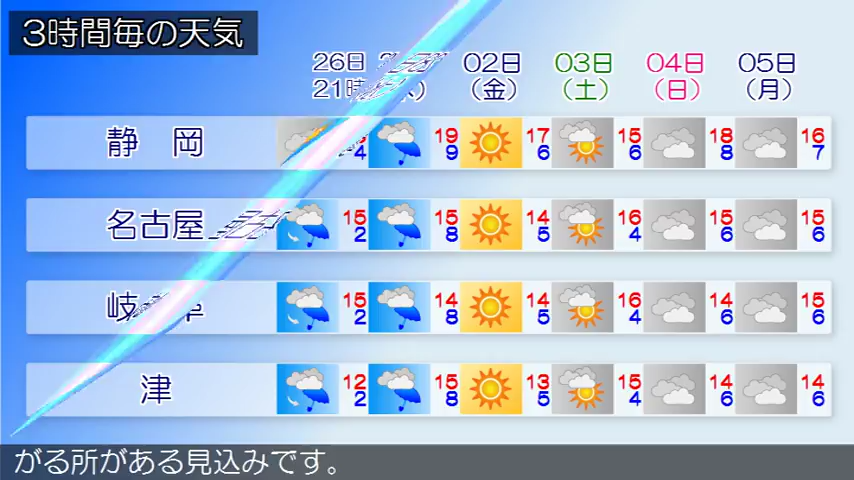 3時間毎の天気
26日 02日 03日 04日 05日
21時 (金) (土) (日) (月)
静 岡 4 19 9 17 6 15 6 18 8 16 7
名古屋 15 2 15 8 14 5 16 4 15 6 15 6
岐 15 2 14 8 14 5 16 4 14 6 15 6
津 12 2 15 8 13 5 15 4 14 6 14 6
がる所がある見込みです。